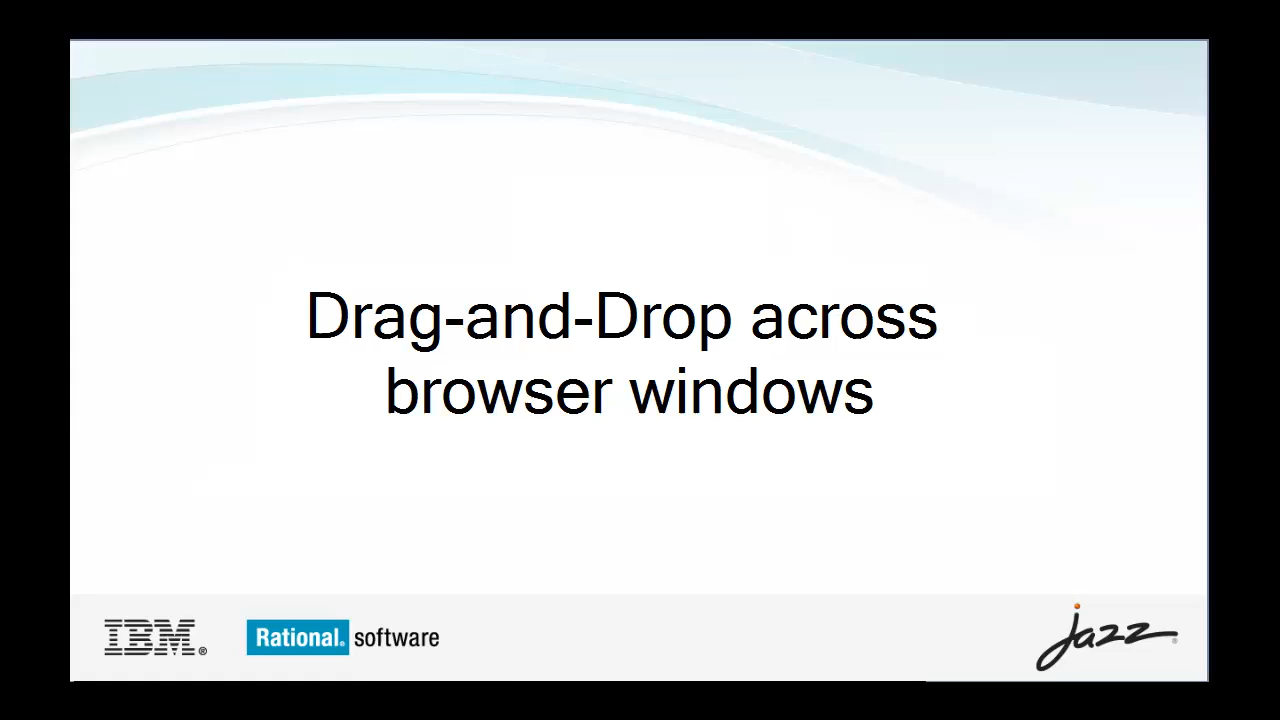 Drag-and-Drop across
browser windows
IBM®
Rational® software
jazz®